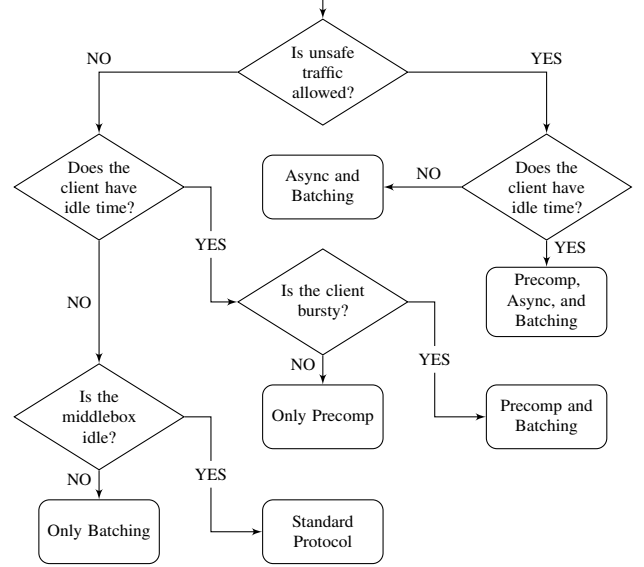 Is unsafe
traffic
allowed?
NO
YES
Does the
client have
idle time?
Async and
Batching
NO
Does the
client have
idle time?
YES
YES
Precomp,
Async, and
Batching
Is the client
bursty?
NO
NO
YES
Is the
middlebox
idle?
Only Precomp
Precomp and
Batching
NO
YES
Only Batching
Standard
Protocol